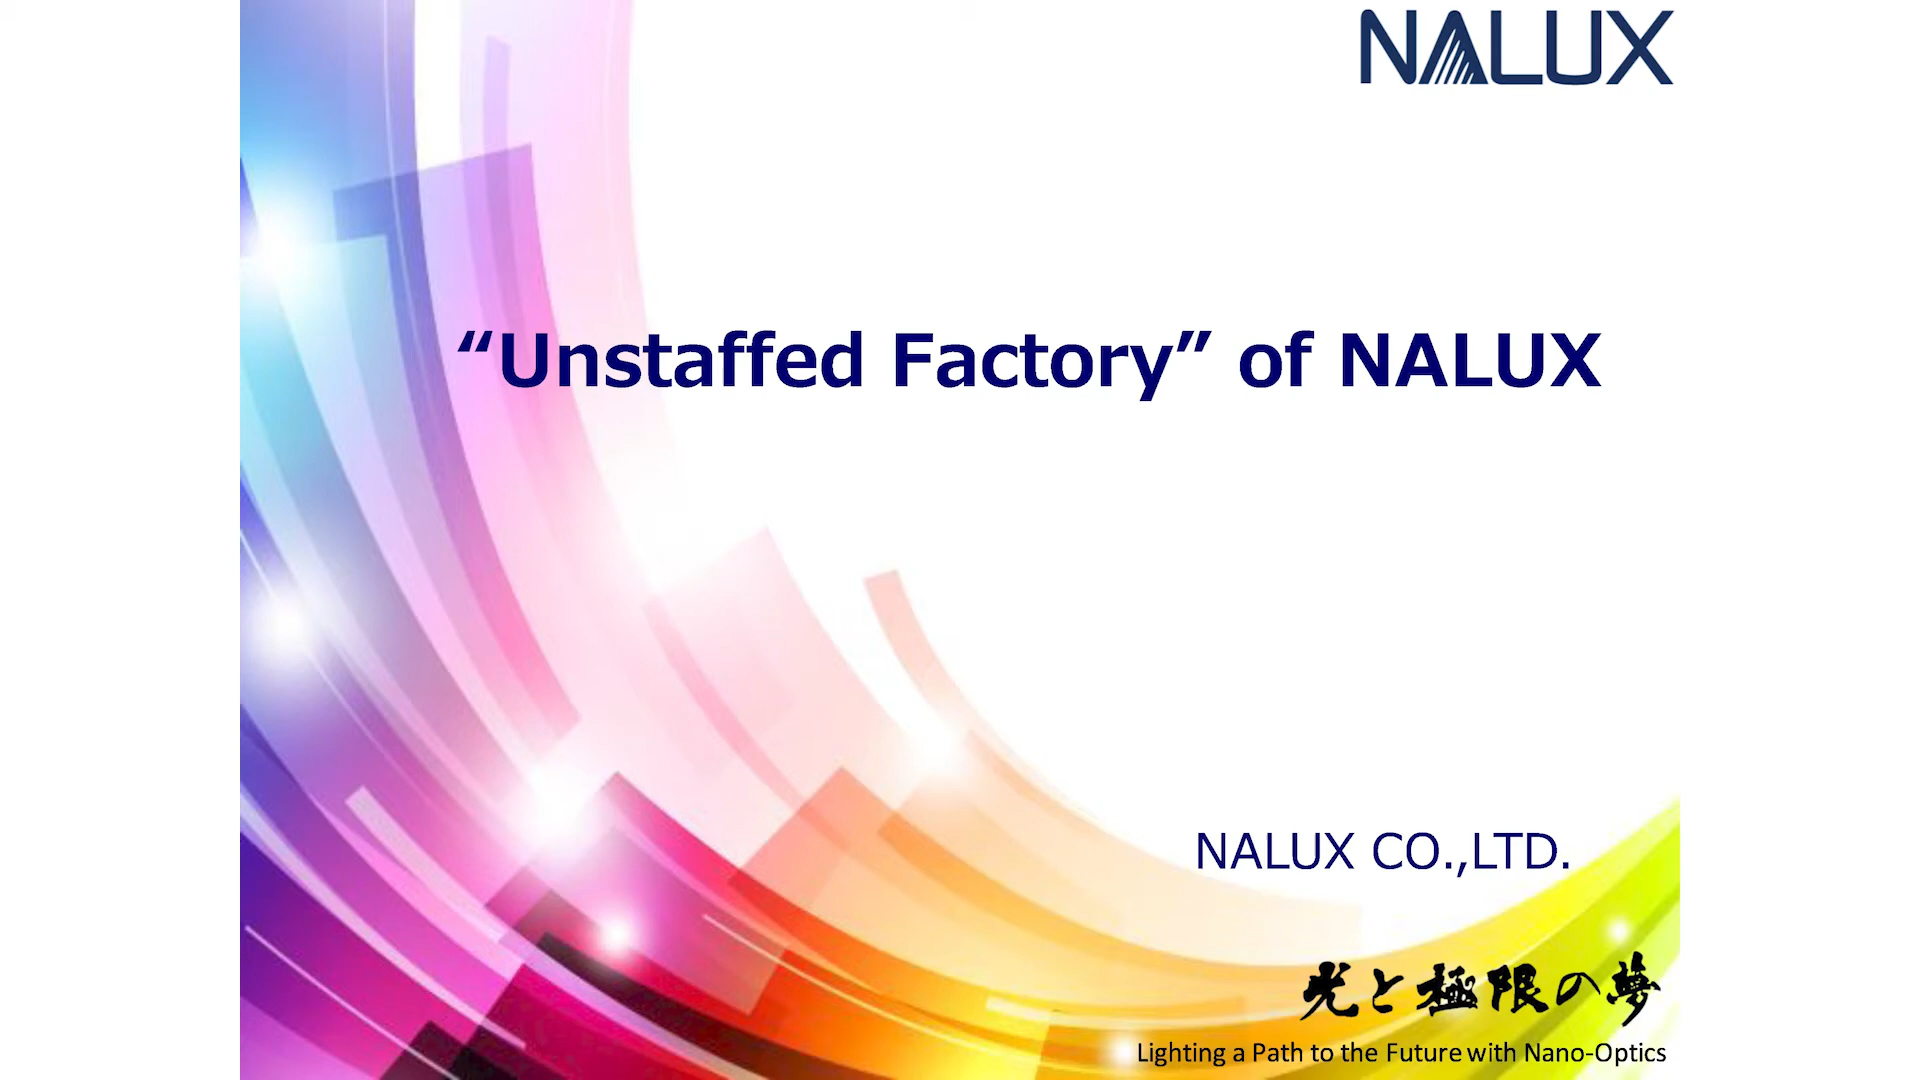 NALUX
“Unstaffed Factory” of NALUX
NALUX CO.,LTD.
光と極限の夢
Lighting a Path to the Future with Nano-Optics